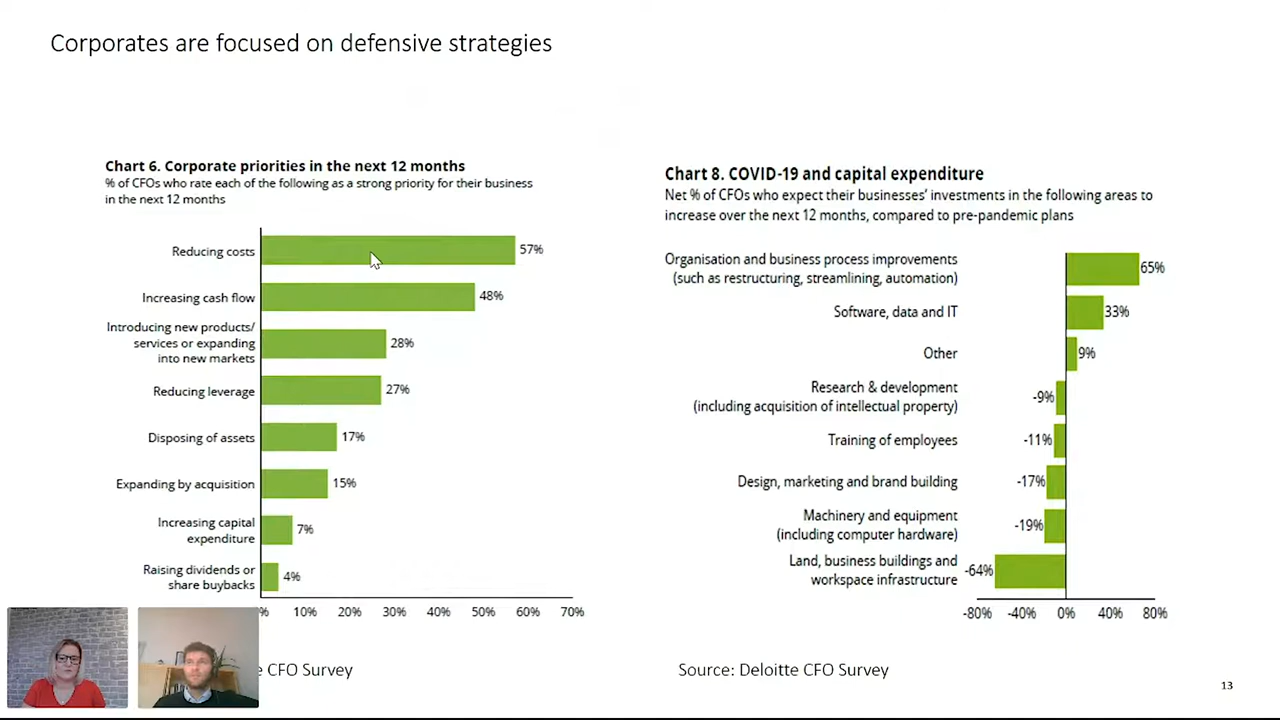 Corporates are focused on defensive strategies
Chart 6. Corporate priorities in the next 12 months
% of CFOs who rate each of the following as a strong priority for their business
in the next 12 months
Reducing costs
57%
Increasing cash flow
48%
Introducing new products/
services or expanding
into new markets
28%
Reducing leverage
27%
Disposing of assets
17%
Expanding by acquisition
15%
Increasing capital
expenditure
7%
Raising dividends or
share buybacks
4%
% 10% 20% 30% 40% 50% 60% 70%
e CFO Survey
Chart 8. COVID-19 and capital expenditure
Net % of CFOs who expect their businesses' investments in the following areas to
increase over the next 12 months, compared to pre-pandemic plans
Organisation and business process improvements
(such as restructuring, streamlining, automation)
65%
Software, data and IT
33%
Other
9%
Research & development
(including acquisition of intellectual property)
-9%
Training of employees
-11%
Design, marketing and brand building
-17%
Machinery and equipment
(including computer hardware)
-19%
Land, business buildings and
workspace infrastructure
-64%
-80% -40% 0% 40% 80%
Source: Deloitte CFO Survey
13